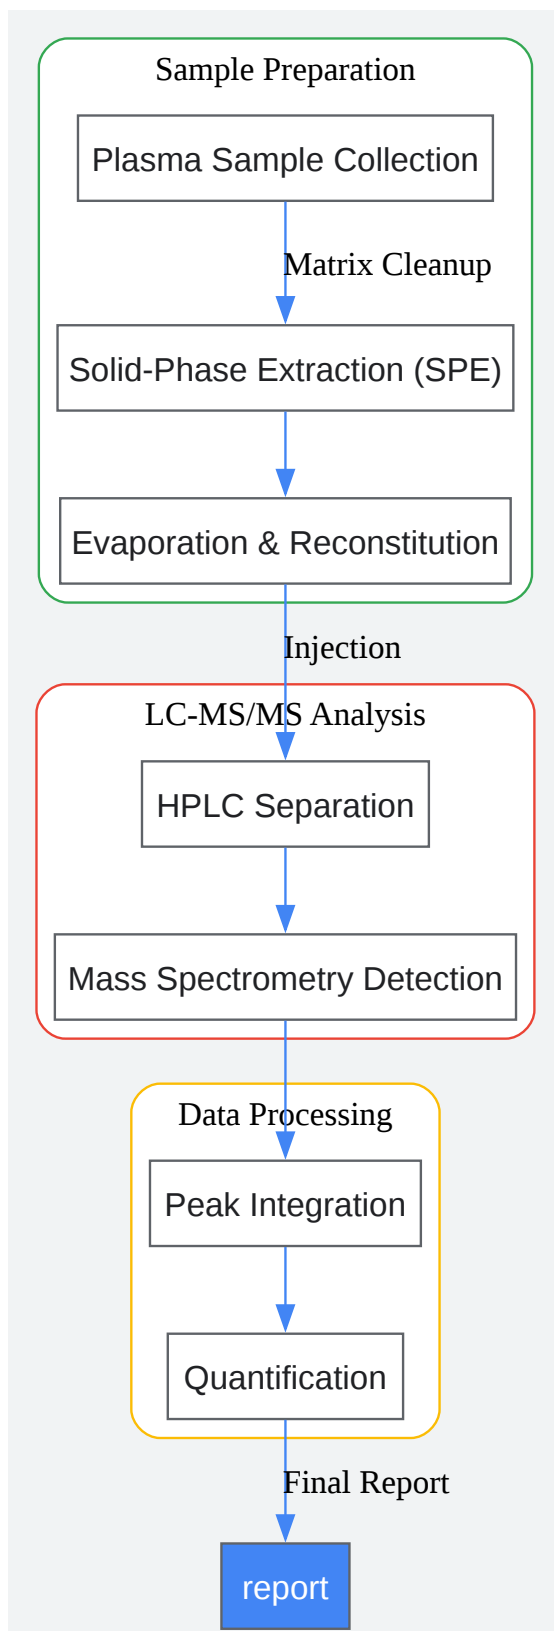 Sample Preparation
Plasma Sample Collection
Matrix Cleanup
Solid-Phase Extraction (SPE)
Evaporation & Reconstitution
Injection
LC-MS/MS Analysis
HPLC Separation
Mass Spectrometry Detection
Data Processing
Peak Integration
Quantification
Final Report
report